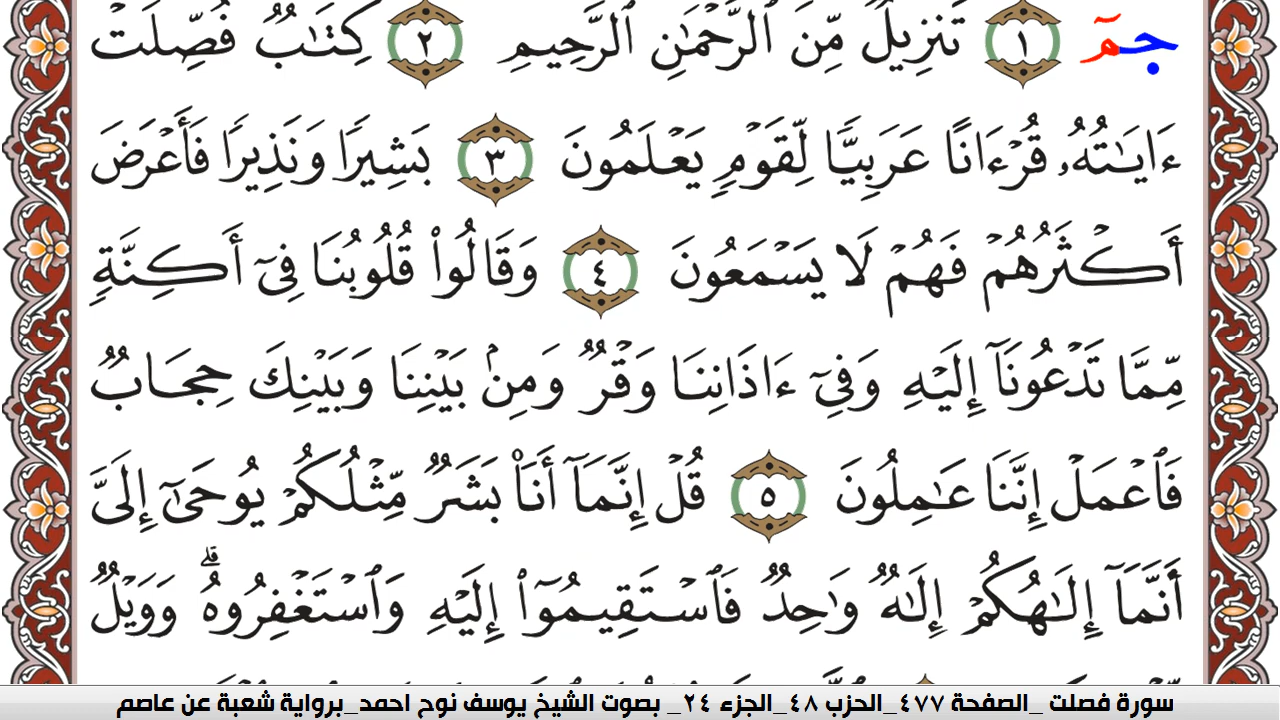 حمٓ ١ تَنزِيلٌ مِّنَ ٱلرَّحْمَٰنِ ٱلرَّحِيمِ ٢ كِتَٰبٌ فُصِّلَتْ
ءَايَٰتُهُۥ قُرْءَانًا عَرَبِيًّا لِّقَوْمٍ يَعْلَمُونَ ٣ بَشِيرًا وَنَذِيرًا فَأَعْرَضَ
أَكْثَرُهُمْ فَهُمْ لَا يَسْمَعُونَ ٤ وَقَالُوا۟ قُلُوبُنَا فِىٓ أَكِنَّةٍ
مِّمَّا تَدْعُونَآ إِلَيْهِ وَفِىٓ ءَاذَانِنَا وَقْرٌ وَمِنۢ بَيْنِنَا وَبَيْنِكَ حِجَابٌ
فَٱعْمَلْ إِنَّنَا عَٰمِلُونَ ٥ قُلْ إِنَّمَآ أَنَا۠ بَشَرٌ مِّثْلُكُمْ يُوحَىٰٓ إِلَىَّ
أَنَّمَآ إِلَٰهُكُمْ إِلَٰهٌ وَٰحِدٌ فَٱسْتَقِيمُوٓا۟ إِلَيْهِ وَٱسْتَغْفِرُوهُ ۗ وَوَيْلٌ
سورة فصلت _الصفحة ٤٧٧_الحزب ٤٨_الجزء ٢٤_ بصوت الشيخ يوسف نوح احمد_برواية شعبة عن عاصم